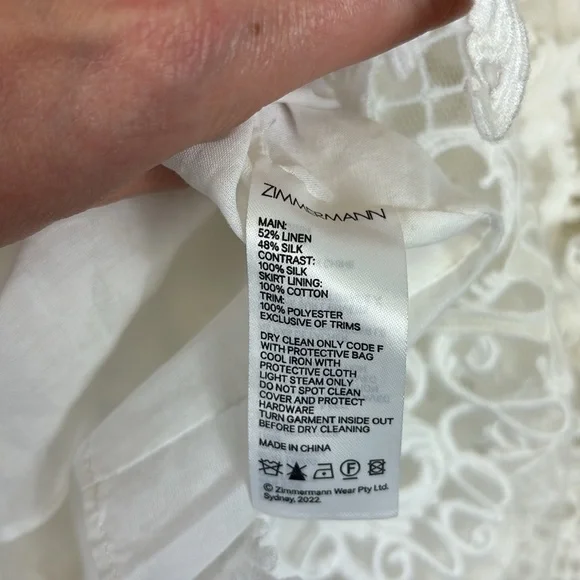 ZIMMERMANN
MAIN:
52% LINEN
48% SILK
CONTRAST:
100% SILK
SKIRT LINING:
100% COTTON
TRIM:
100% POLYESTER
EXCLUSIVE OF TRIMS
DRY CLEAN ONLY CODE F
WITH PROTECTIVE BAG
COOL IRON WITH
PROTECTIVE CLOTH
LIGHT STEAM ONLY
DO NOT SPOT CLEAN
COVER AND PROTECT
HARDWARE
TURN GARMENT INSIDE OUT
BEFORE DRY CLEANING
MADE IN CHINA
F
© Zimmermann Wear Pty Ltd.
Sydney, 2022.